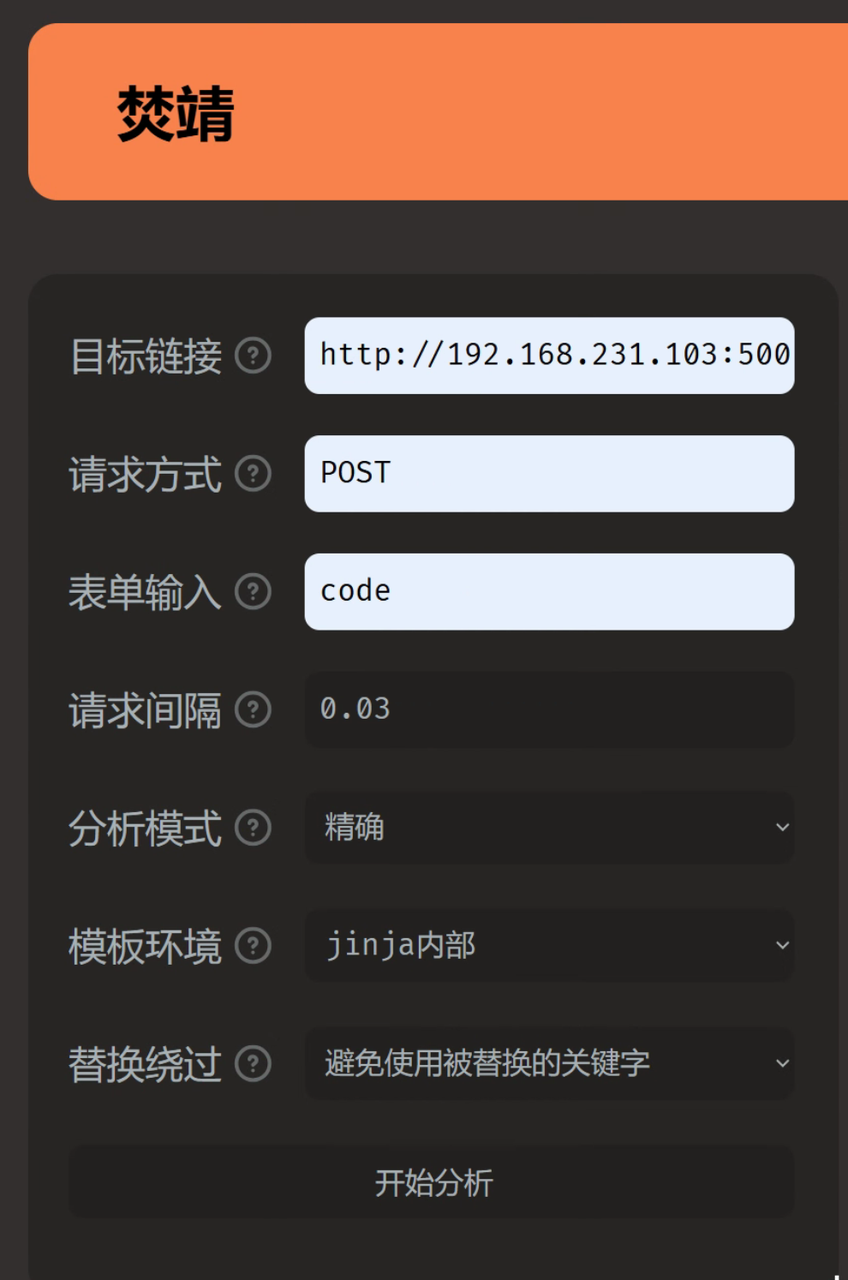 焚靖
目标链接 ? http://192.168.231.103:500
请求方式 ? POST
表单输入 ? code
请求间隔 ? 0.03
分析模式 ? 精确
模板环境 ? jinja内部
替换绕过 ? 避免使用被替换的关键字
开始分析